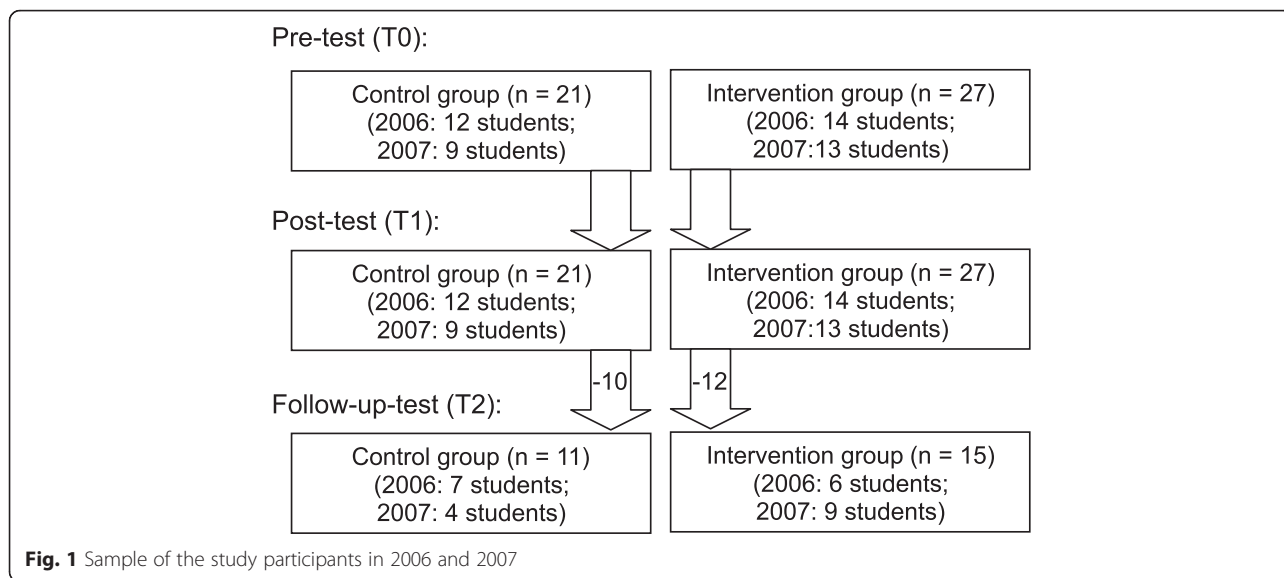 Pre-test (T0):
Control group (n = 21)
(2006: 12 students;
2007: 9 students)
Intervention group (n = 27)
(2006: 14 students;
2007:13 students)
Post-test (T1):
Control group (n = 21)
(2006: 12 students;
2007: 9 students)
Intervention group (n = 27)
(2006: 14 students;
2007:13 students)
-10
-12
Follow-up-test (T2):
Control group (n = 11)
(2006: 7 students;
2007: 4 students)
Intervention group (n = 15)
(2006: 6 students;
2007: 9 students)
Fig. 1 Sample of the study participants in 2006 and 2007